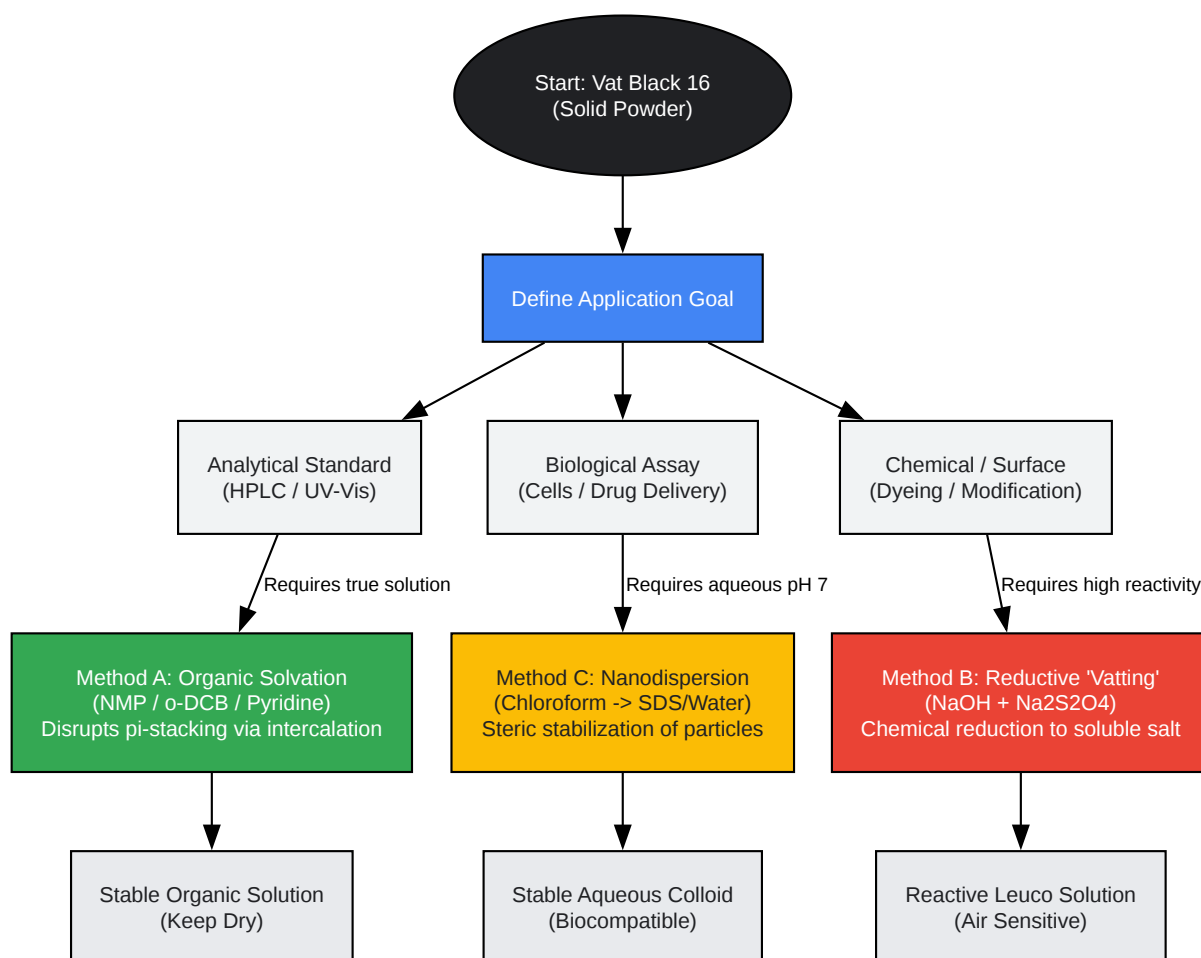 Start: Vat Black 16
(Solid Powder)
Define Application Goal
Analytical Standard
(HPLC / UV-Vis)
Biological Assay
(Cells / Drug Delivery)
Chemical / Surface
(Dyeing / Modification)
Requires true solution
Requires aqueous pH 7
Requires high reactivity
Method A: Organic Solvation
(NMP / o-DCB / Pyridine)
Disrupts pi-stacking via intercalation
Method C: Nanodispersion
(Chloroform -> SDS/Water)
Steric stabilization of particles
Method B: Reductive 'Vatting'
(NaOH + Na2S2O4)
Chemical reduction to soluble salt
Stable Organic Solution
(Keep Dry)
Stable Aqueous Colloid
(Biocompatible)
Reactive Leuco Solution
(Air Sensitive)